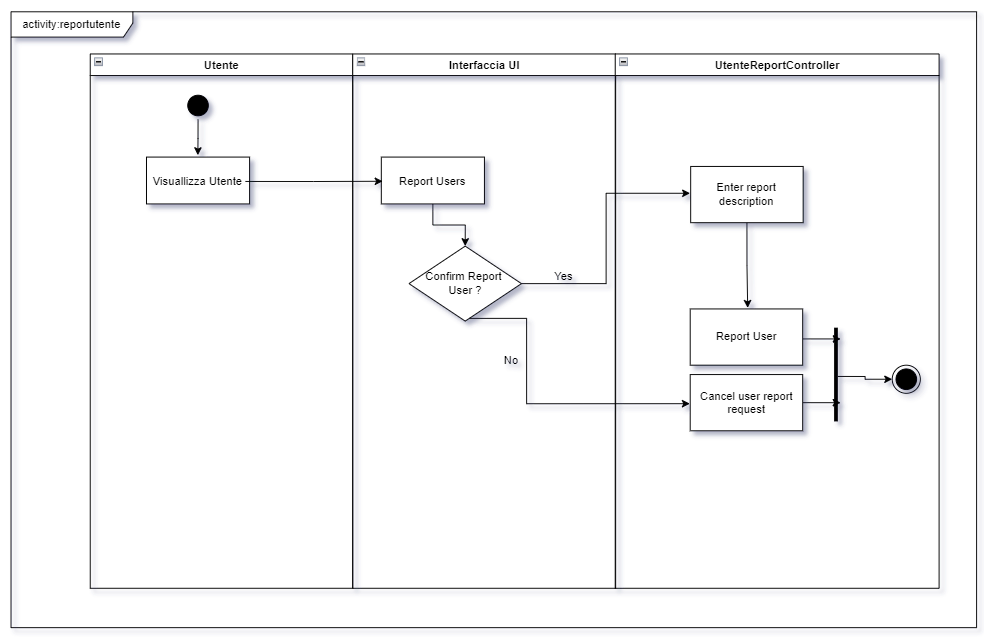 activity:reportutente
Utente
Interfaccia UI
UtenteReportController
Visuallizza Utente
Report Users
Enter report
description
Confirm Report
User ?
Yes
No
Report User
Cancel user report
request